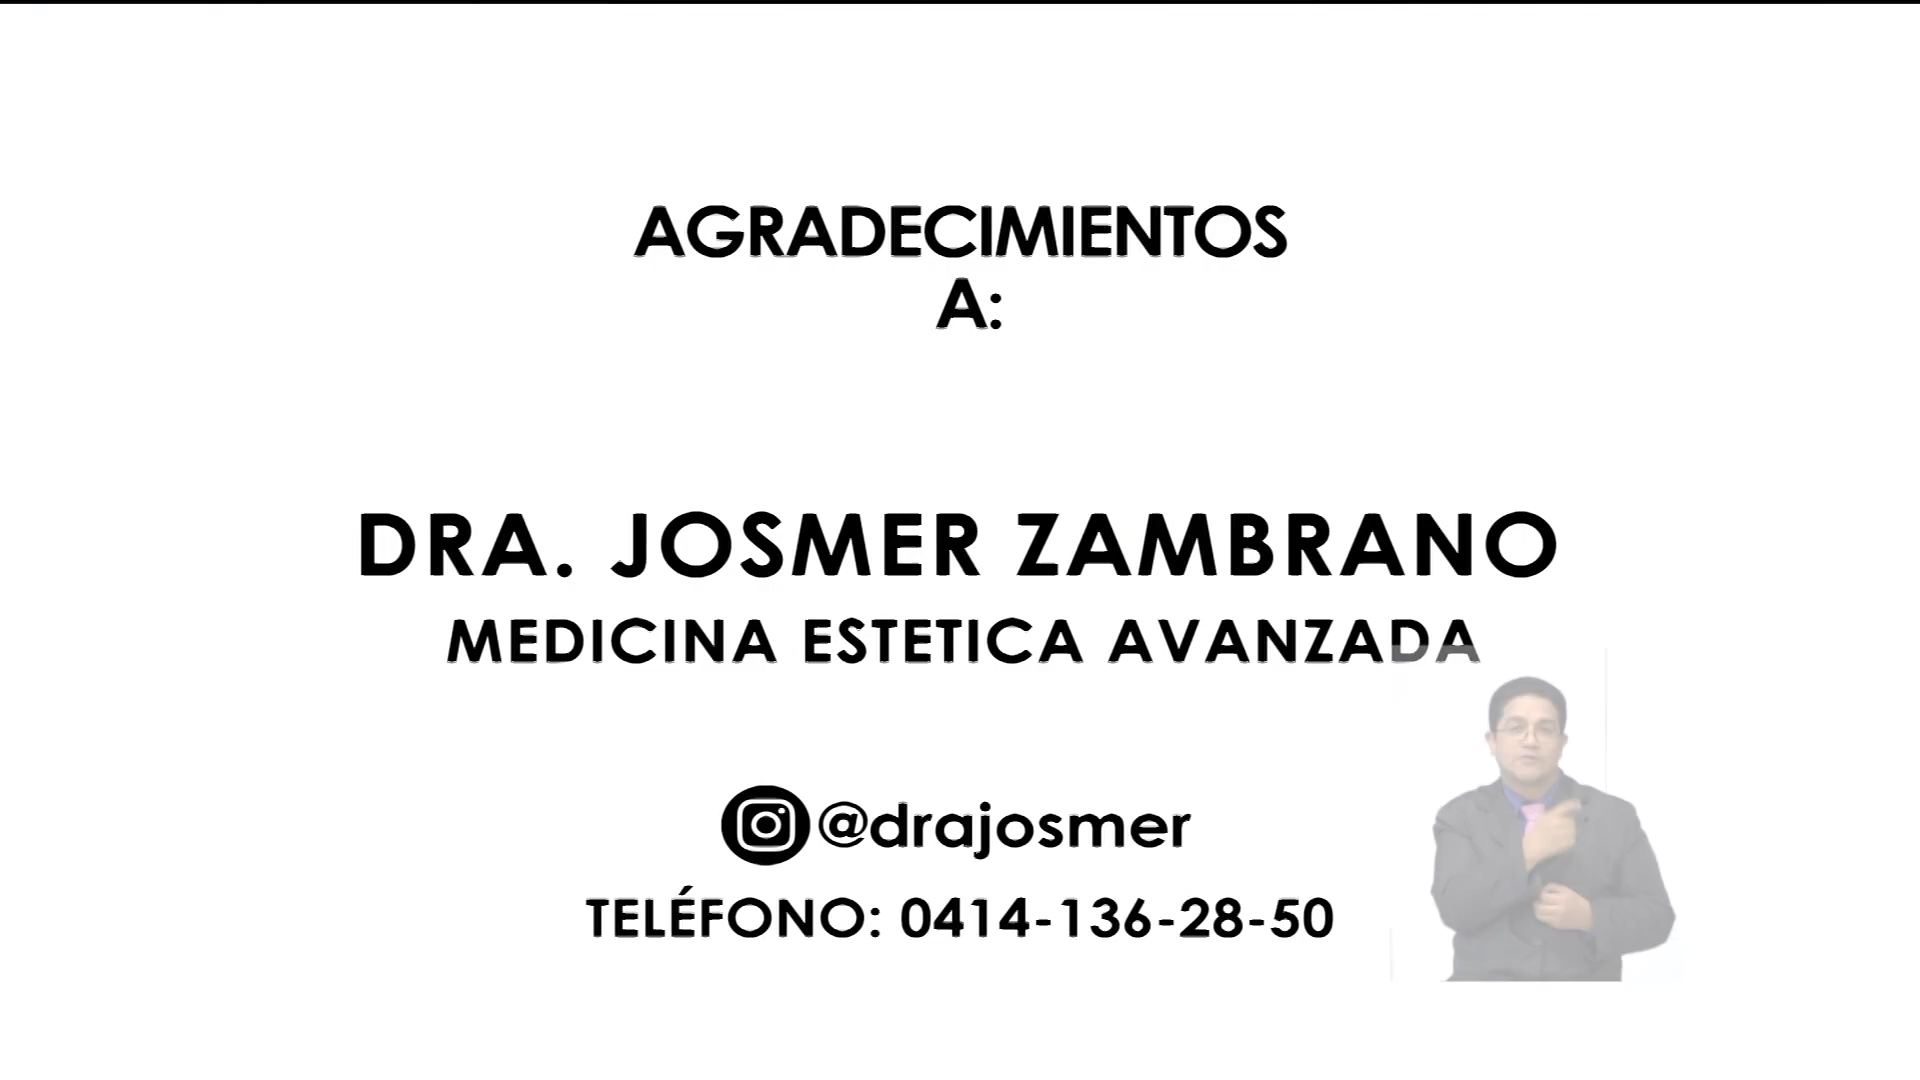 AGRADECIMIENTOS
A:
DRA. JOSMER ZAMBRANO
MEDICINA ESTETICA AVANZADA
@drajosmer
TELÉFONO: 0414-136-28-50